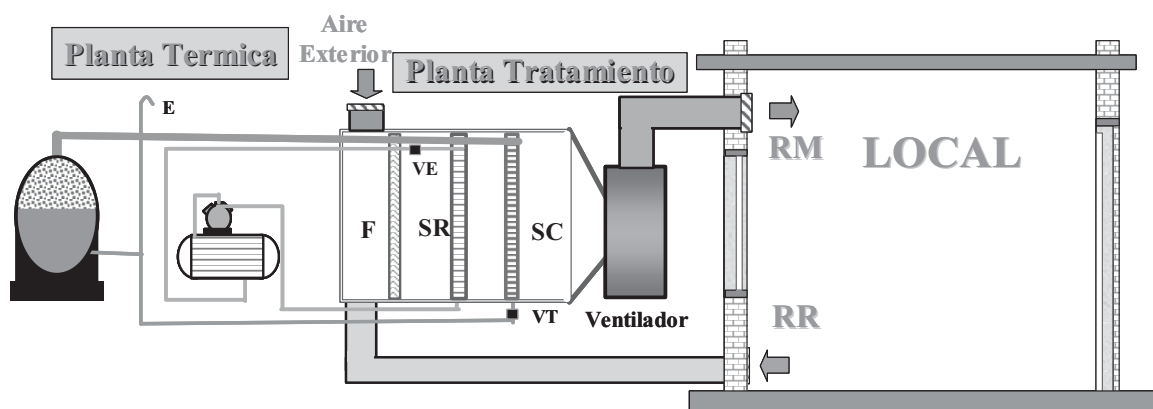 Planta Termica
Aire
Exterior
Planta Tratamiento
E
RM
LOCAL
VE
F
SR
SC
VT
Ventilador
RR